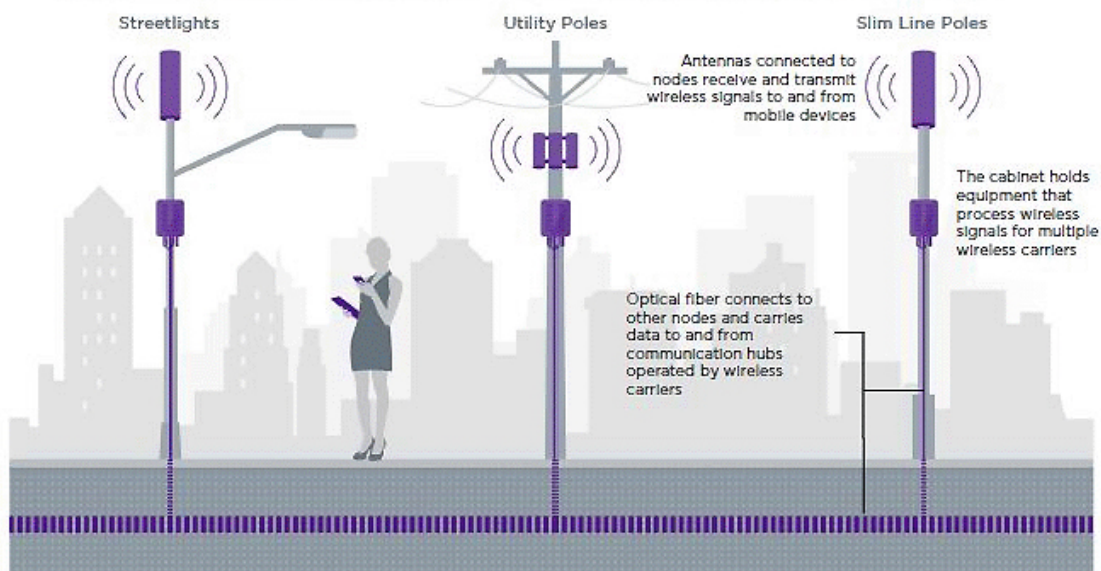 Streetlights
Utility Poles
Slim Line Poles
Antennas connected to
nodes receive and transmit
wireless signals to and from
mobile devices
The cabinet holds
equipment that
process wireless
signals for multiple
wireless carriers
Optical fiber connects to
other nodes and carries
data to and from
communication hubs
operated by wireless
carriers